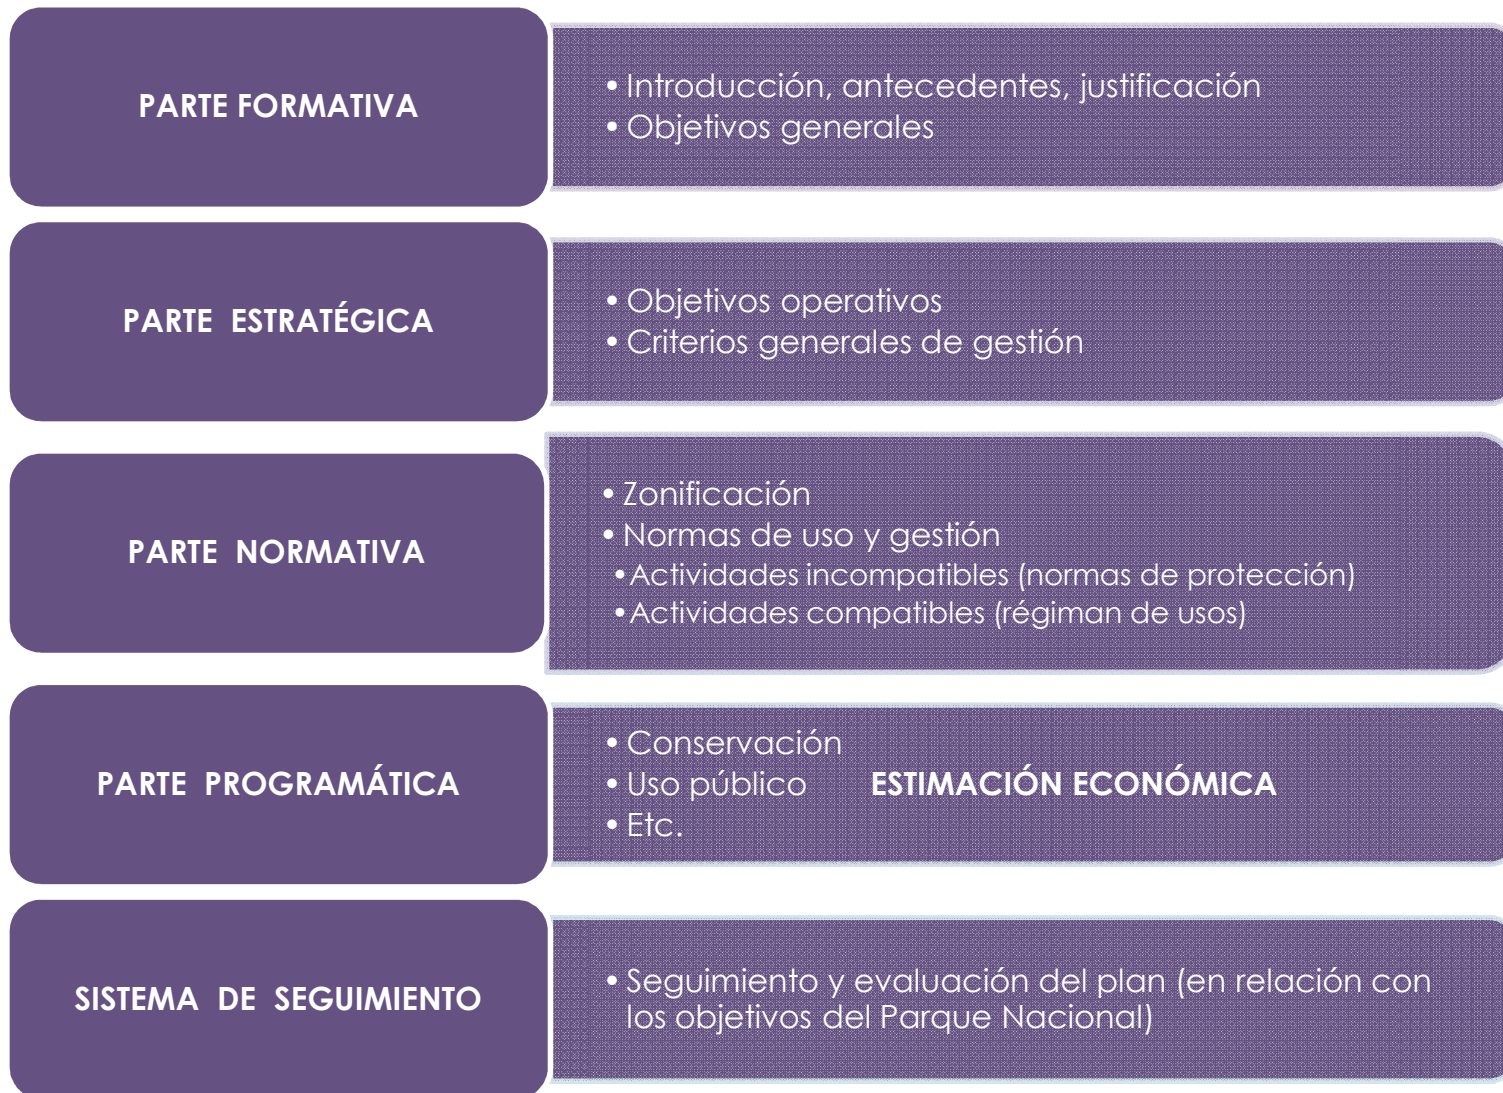 PARTE FORMATIVA
•Introducción, antecedentes, justificación
•Objetivos generales
PARTE ESTRATÉGICA
•Objetivos operativos
•Criterios generales de gestión
PARTE NORMATIVA
•Zonificación
•Normas de uso y gestión
•Actividades incompatibles (normas de protección)
•Actividades compatibles (régiman de usos)
PARTE PROGRAMÁTICA
•Conservación
•Uso público ESTIMACIÓN ECONÓMICA
•Etc.
SISTEMA DE SEGUIMIENTO
•Seguimiento y evaluación del plan (en relación con
los objetivos del Parque Nacional)